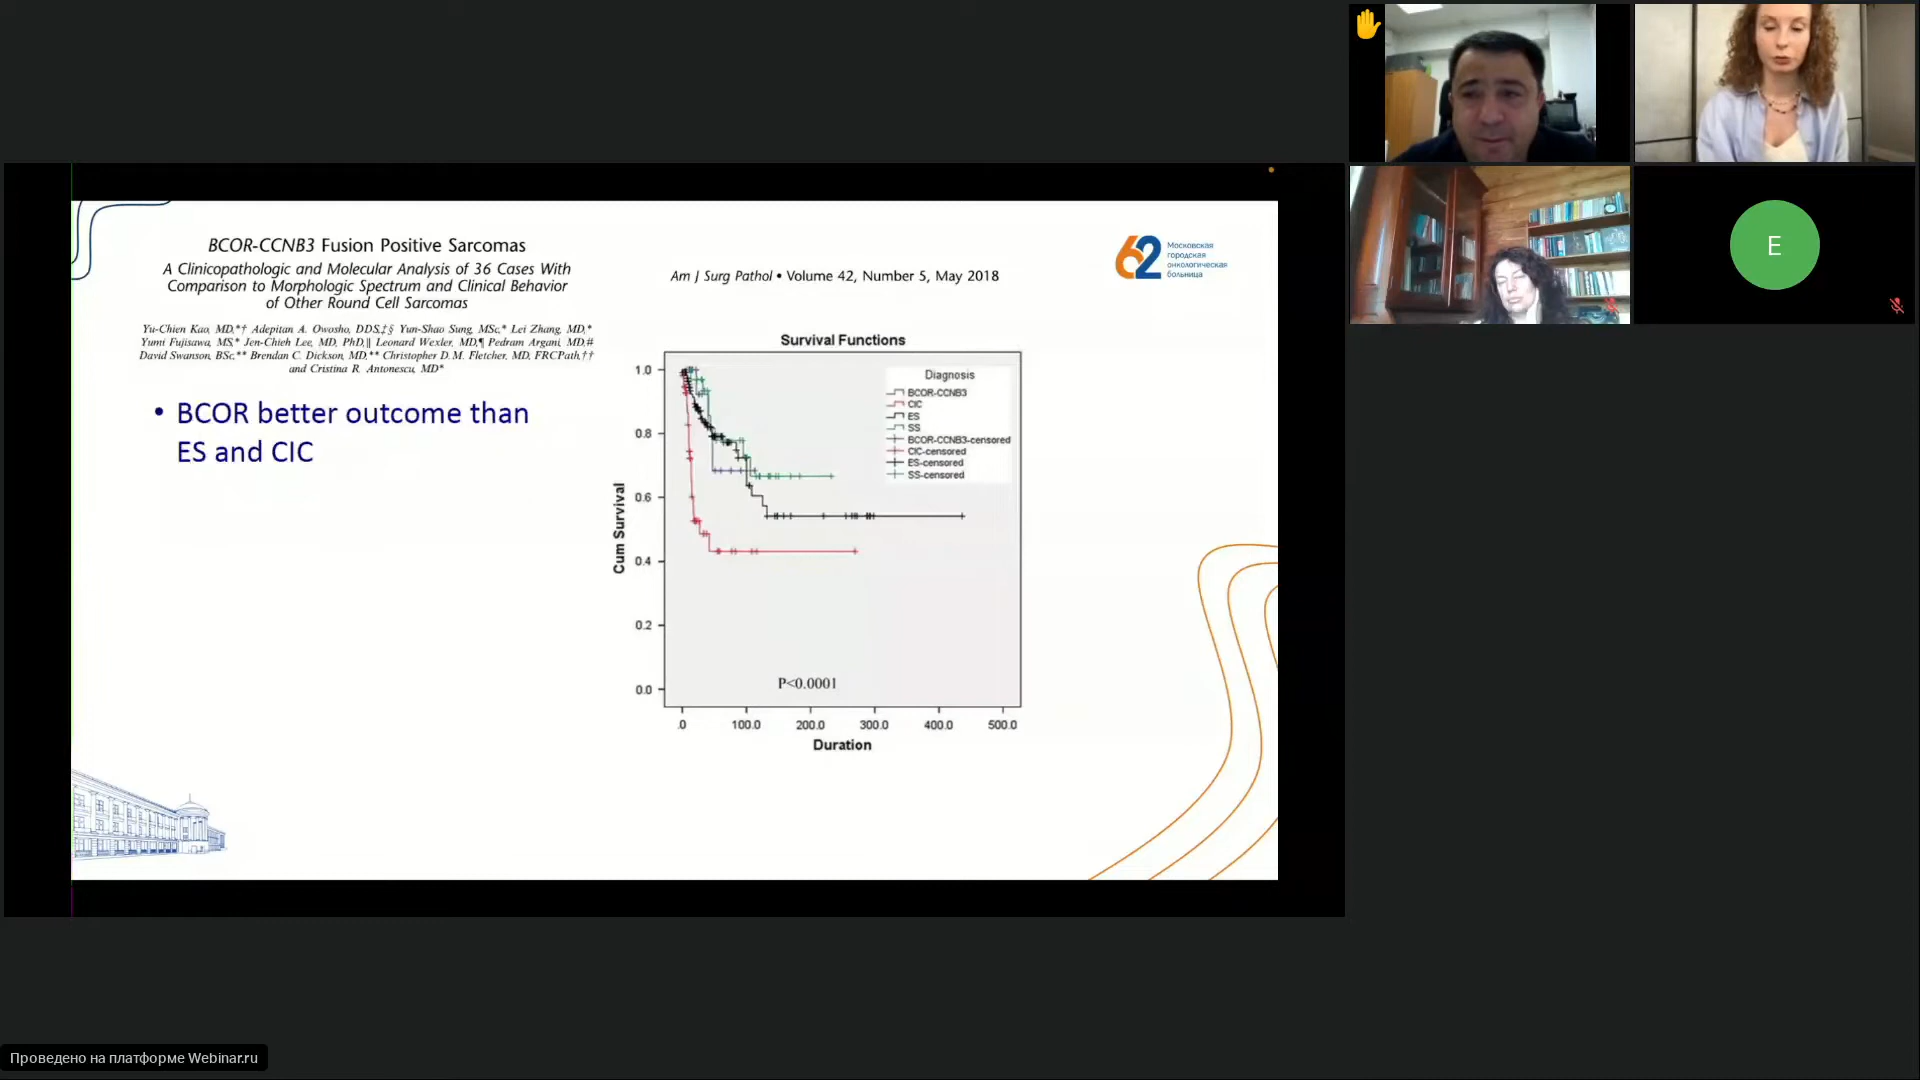 BCOR-CCNB3 Fusion Positive Sarcomas
A Clinicopathologic and Molecular Analysis of 36 Cases With
Comparison to Morphologic Spectrum and Clinical Behavior
of Other Round Cell Sarcomas
Yu-Chien Kao, MD,*† Adepitan A. Owosho, DDS,‡§ Yun-Shao Sung, MSc,* Lei Zhang, MD,*
Yumi Fujisawa, MS,* Jen-Chieh Lee, MD, PhD,|| Leonard Wexler, MD,¶ Pedram Argani, MD,#
David Swanson, BSc,** Brendan C. Dickson, MD,** Christopher D.M. Fletcher, MD, FRCPath,††
and Cristina R. Antonescu, MD*
• BCOR better outcome than
ES and CIC
Am J Surg Pathol • Volume 42, Number 5, May 2018
62
Московская
городская
онкологическая
больница
Survival Functions
Diagnosis
BCOR-CCNB3
CIC
ES
SS
BCOR-CCNB3-censored
CIC-censored
ES-censored
SS-censored
Cum Survival
1.0
0.8
0.6
0.4
0.2
0.0
P<0.0001
.0 100.0 200.0 300.0 400.0 500.0
Duration
E
Проведено на платформе Webinar.ru